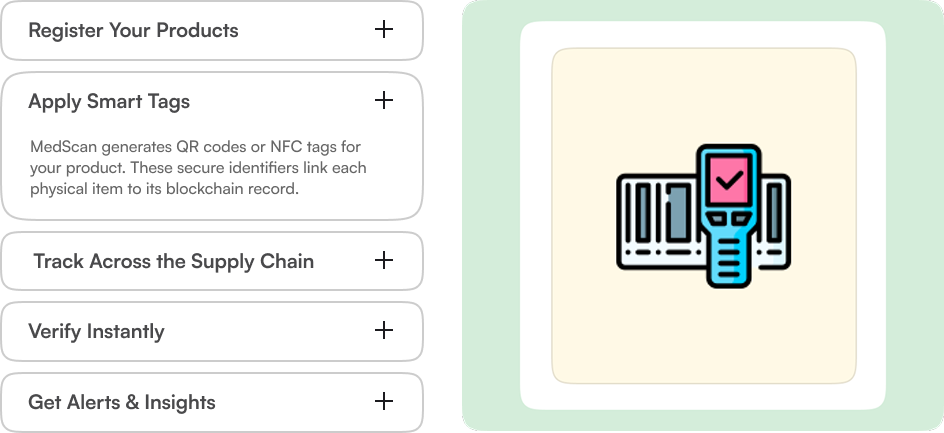 Register Your Products
Apply Smart Tags
MedScan generates QR codes or NFC tags for
your product. These secure identifiers link each
physical item to its blockchain record.
Track Across the Supply Chain
Verify Instantly
Get Alerts & Insights